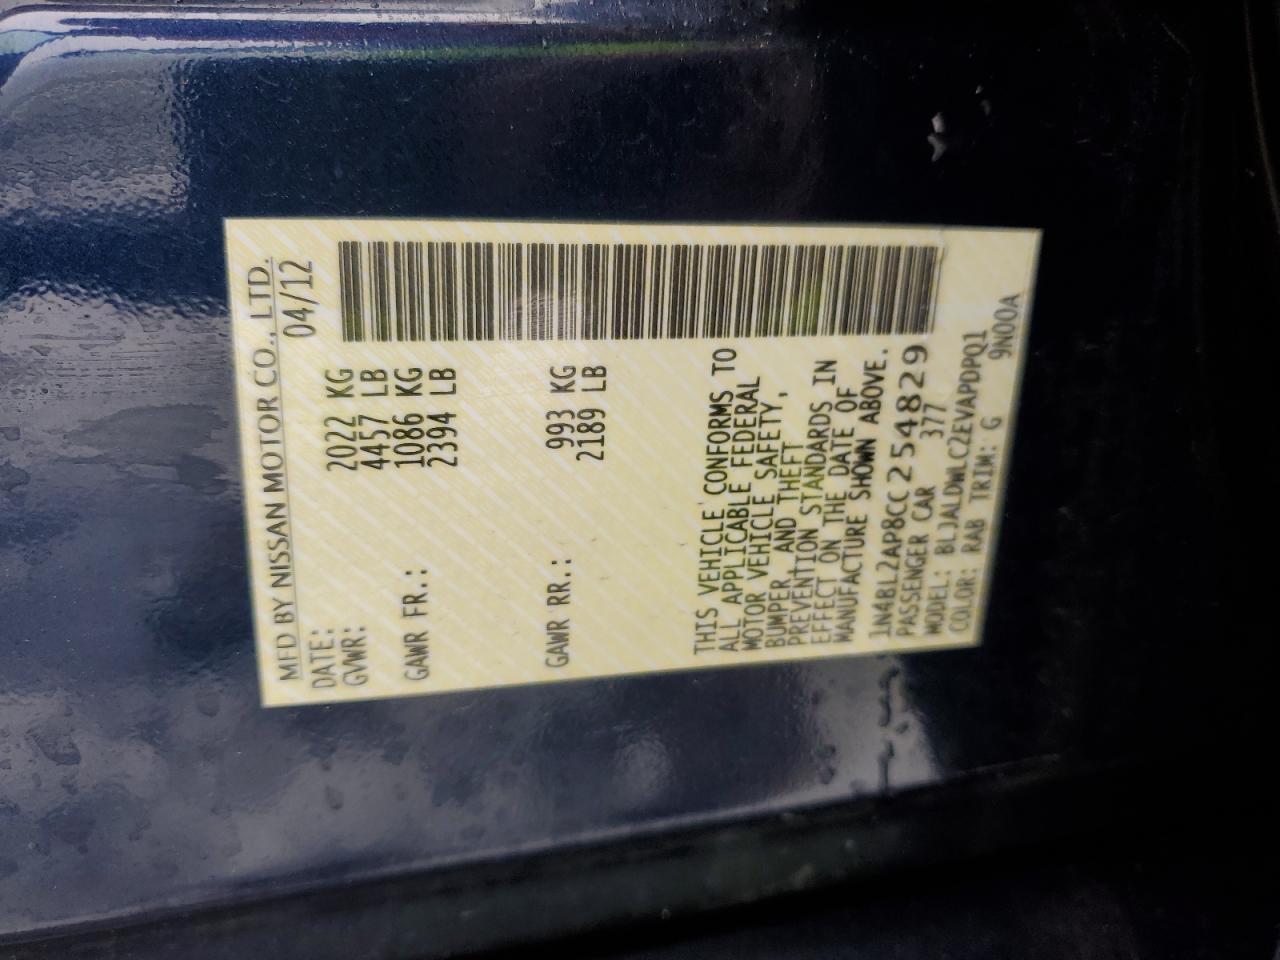 MFD BY NISSAN MOTOR CO., LTD.
DATE: 04/12
GVWR: 2022 KG
4457 LB
GAWR FR.: 1086 KG
2394 LB
GAWR RR.: 993 KG
2189 LB
THIS VEHICLE CONFORMS TO
ALL APPLICABLE FEDERAL
MOTOR VEHICLE SAFETY,
BUMPER, AND THEFT
PREVENTION STANDARDS IN
EFFECT ON THE DATE OF
MANUFACTURE SHOWN ABOVE.
1N4BL2AP8CC254829
PASSENGER CAR 377
MODEL: BLJALDWLC2EVAPDPQ1
COLOR: RAB TRIM: G 9N00A